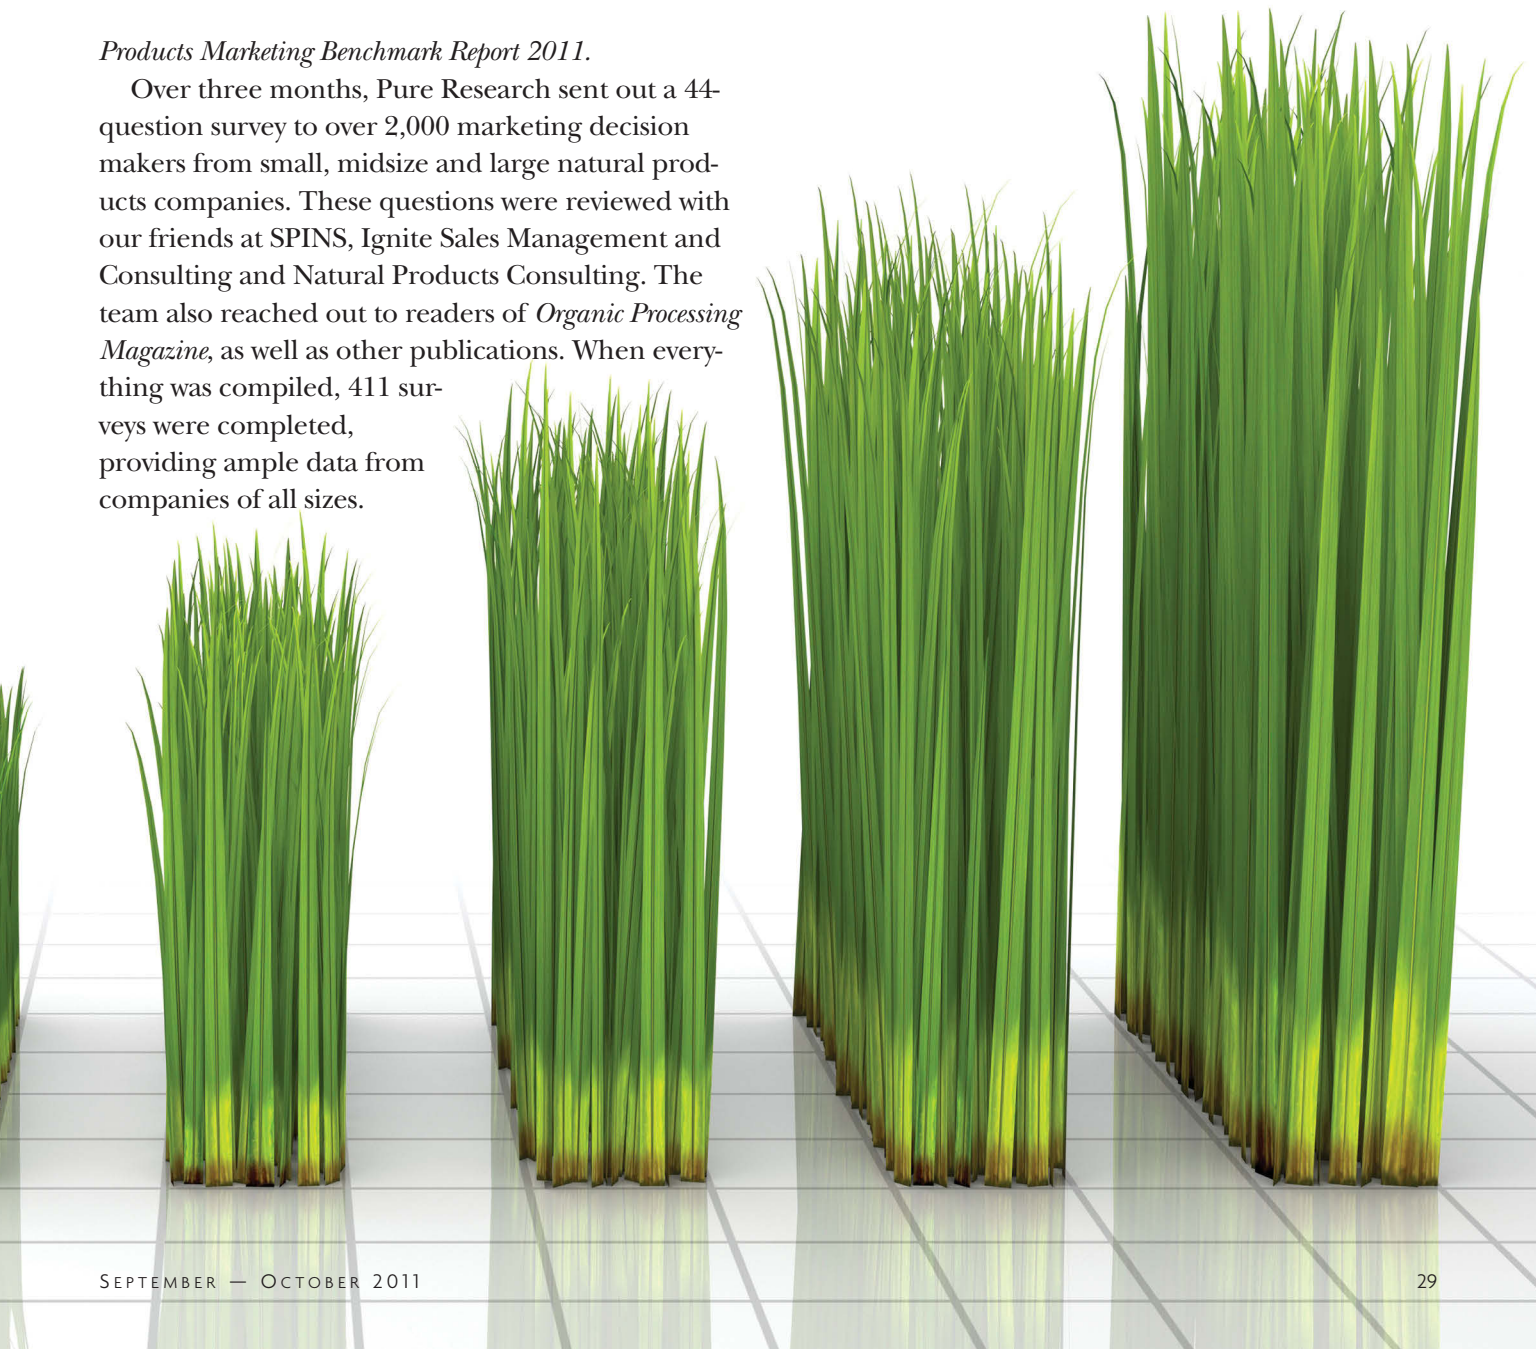 Products Marketing Benchmark Report 2011.
Over three months, Pure Research sent out a 44-
question survey to over 2,000 marketing decision
makers from small, midsize and large natural prod-
ucts companies. These questions were reviewed with
our friends at SPINS, Ignite Sales Management and
Consulting and Natural Products Consulting. The
team also reached out to readers of Organic Processing
Magazine, as well as other publications. When every-
thing was compiled, 411 sur-
veys were completed,
providing ample data from
companies of all sizes.
September — October 2011
29